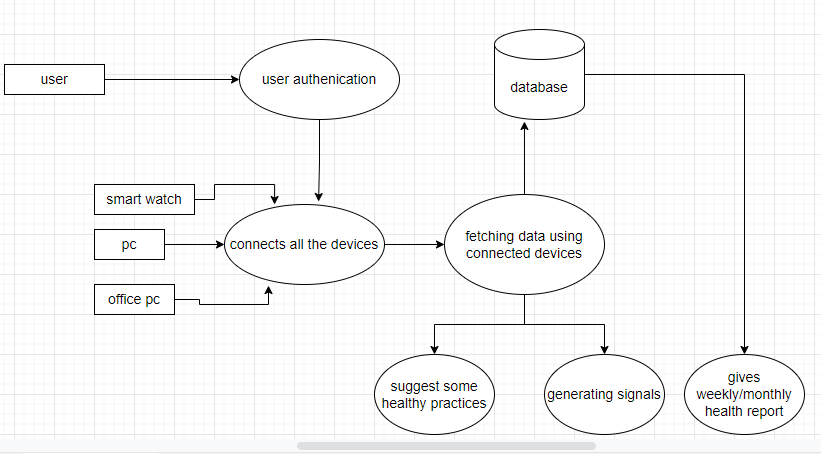 user
user authenication
database
smart watch
pc
office pc
connects all the devices
fetching data using
connected devices
suggest some
healthy practices
generating signals
gives
weekly/monthly
health report